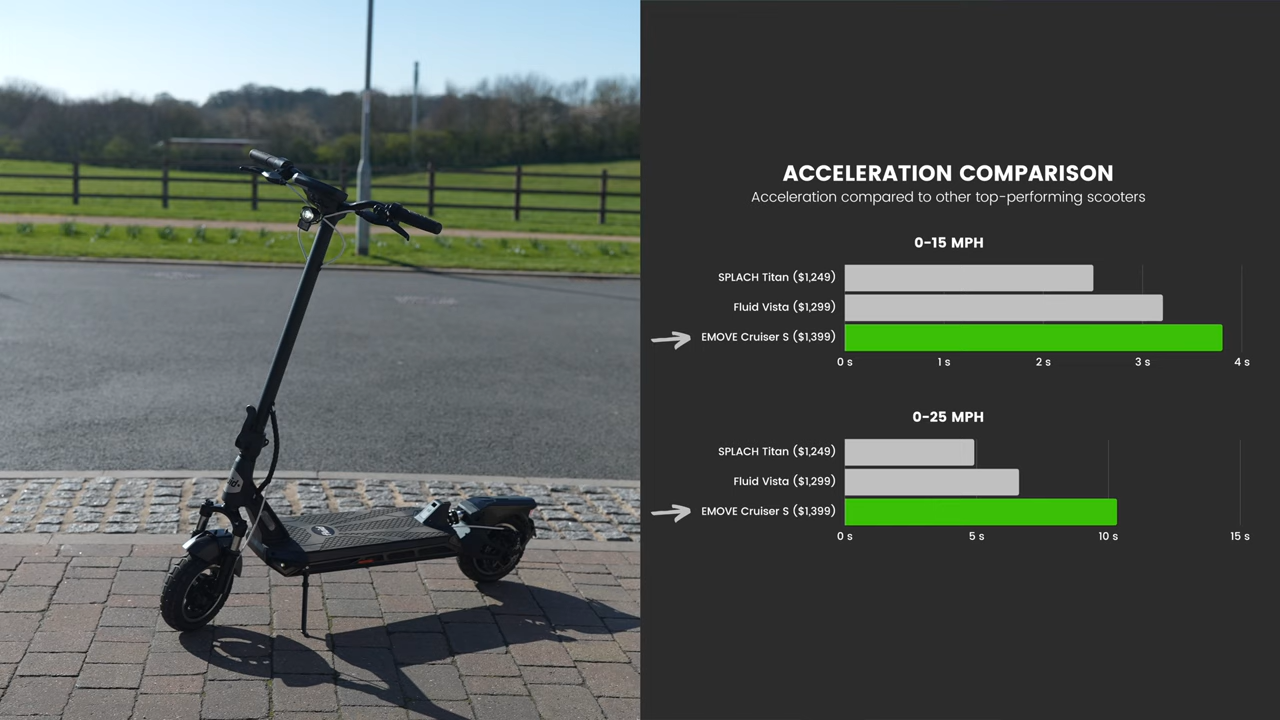 ACCELERATION COMPARISON
Acceleration compared to other top-performing scooters
0-15 MPH
SPLACH Titan ($1,249)
Fluid Vista ($1,299)
EMOVE Cruiser S ($1,399)
0 s 1 s 2 s 3 s 4 s
0-25 MPH
SPLACH Titan ($1,249)
Fluid Vista ($1,299)
EMOVE Cruiser S ($1,399)
0 s 5 s 10 s 15 s